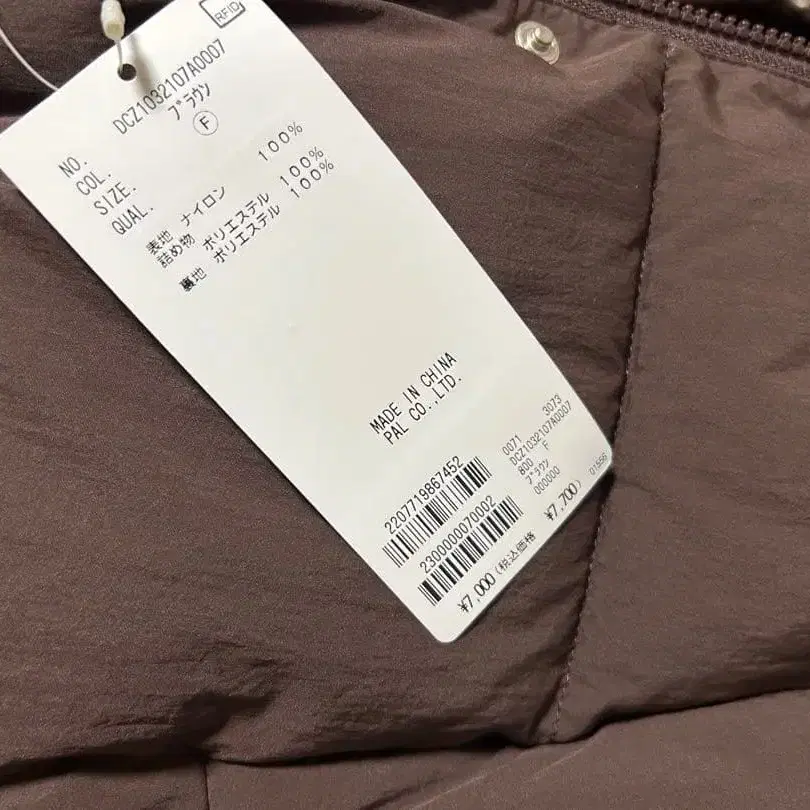 RFID
NO. DCZ1032107A0007
COL. ブラウン
SIZE. Ⓕ
QUAL.
表地 ナイロン 100%
詰め物 ポリエステル 100%
裏地 ポリエステル 100%
MADE IN CHINA
PAL CO.,LTD.
0071 3073
DCZ1032107A0007
800 F
ブラウン
000000 01556
2207719867452
2300000070002
¥7,000 (税込価格 ¥7,700)